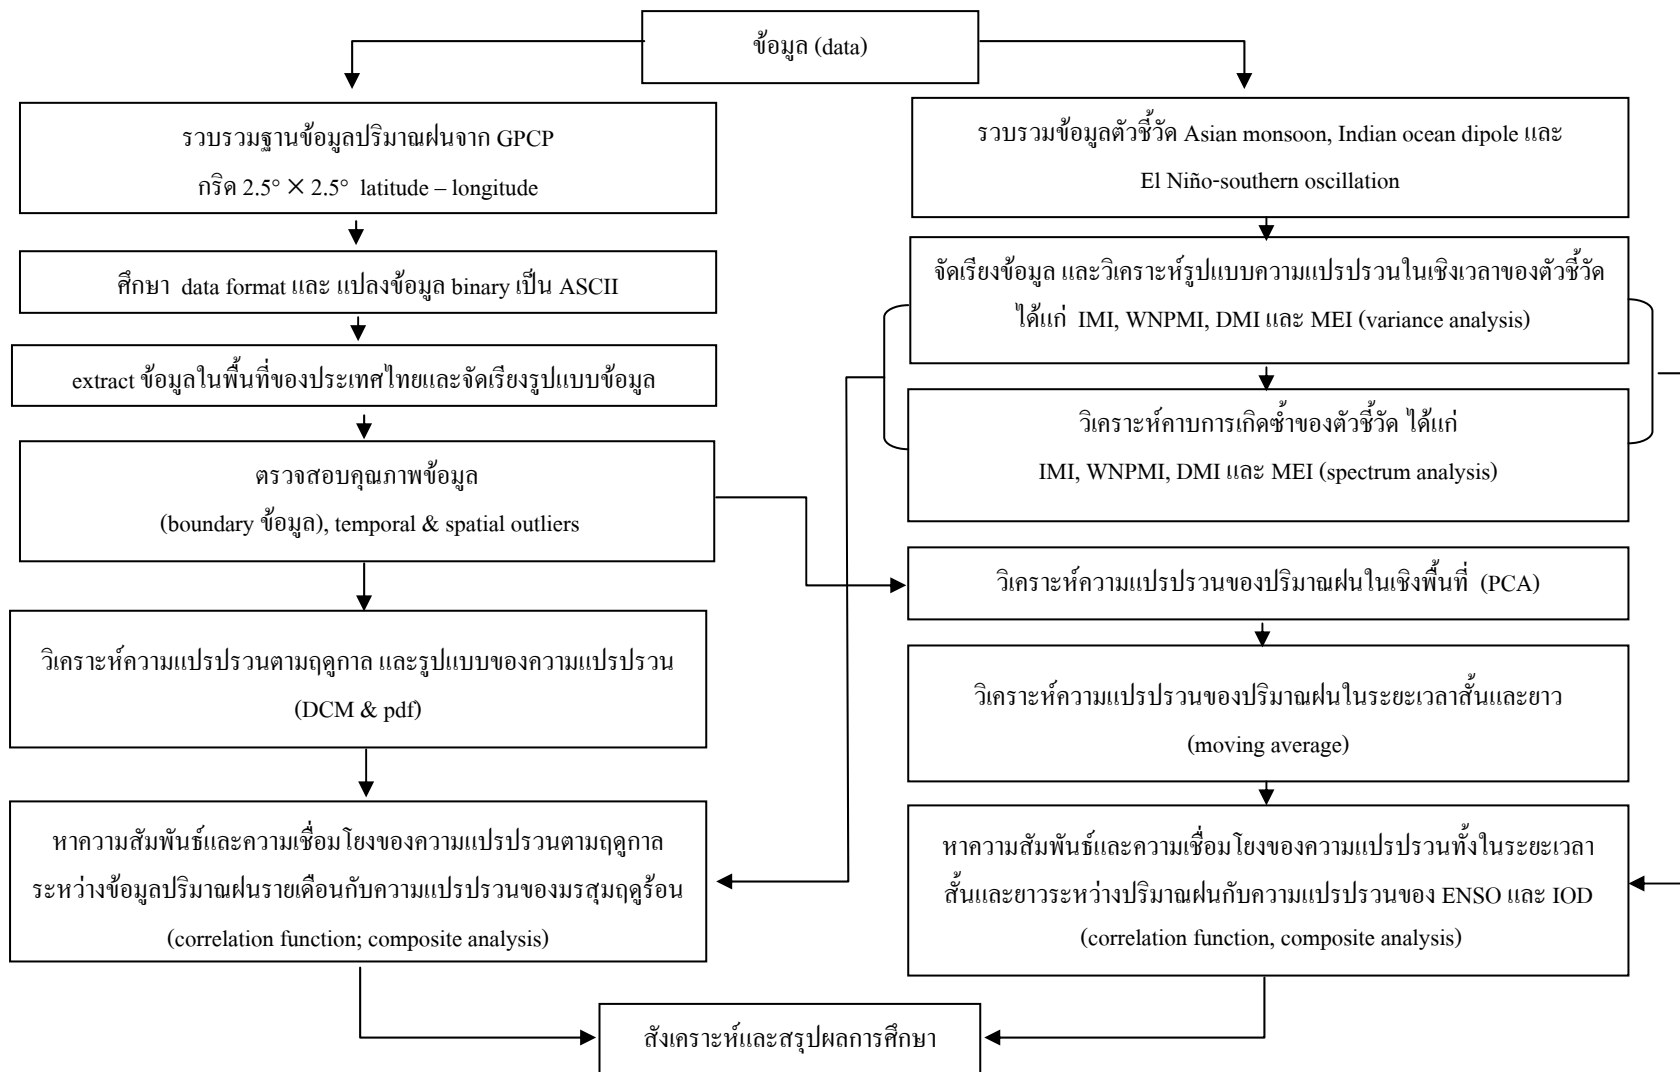 ข้อมูล (data)
รวบรวมฐานข้อมูลปริมาณฝนจาก GPCP
กริด 2.5° × 2.5° latitude – longitude
ศึกษา data format และ แปลงข้อมูล binary เป็น ASCII
extract ข้อมูลในพื้นที่ของประเทศไทยและจัดเรียงรูปแบบข้อมูล
ตรวจสอบคุณภาพข้อมูล
(boundary ข้อมูล), temporal & spatial outliers
วิเคราะห์ความแปรปรวนตามฤดูกาล และรูปแบบของความแปรปรวน
(DCM & pdf)
หาความสัมพันธ์และความเชื่อมโยงของความแปรปรวนตามฤดูกาล
ระหว่างข้อมูลปริมาณฝนรายเดือนกับความแปรปรวนของมรสุมฤดูร้อน
(correlation function; composite analysis)
รวบรวมข้อมูลตัวชี้วัด Asian monsoon, Indian ocean dipole และ
El Niño-southern oscillation
จัดเรียงข้อมูล และวิเคราะห์รูปแบบความแปรปรวนในเชิงเวลาของตัวชี้วัด
ได้แก่ IMI, WNPMI, DMI และ MEI (variance analysis)
วิเคราะห์คาบการเกิดซ้ำของตัวชี้วัด ได้แก่
IMI, WNPMI, DMI และ MEI (spectrum analysis)
วิเคราะห์ความแปรปรวนของปริมาณฝนในเชิงพื้นที่ (PCA)
วิเคราะห์ความแปรปรวนของปริมาณฝนในระยะเวลาสั้นและยาว
(moving average)
หาความสัมพันธ์และความเชื่อมโยงของความแปรปรวนทั้งในระยะเวลา
สั้นและยาวระหว่างปริมาณฝนกับความแปรปรวนของ ENSO และ IOD
(correlation function, composite analysis)
สังเคราะห์และสรุปผลการศึกษา